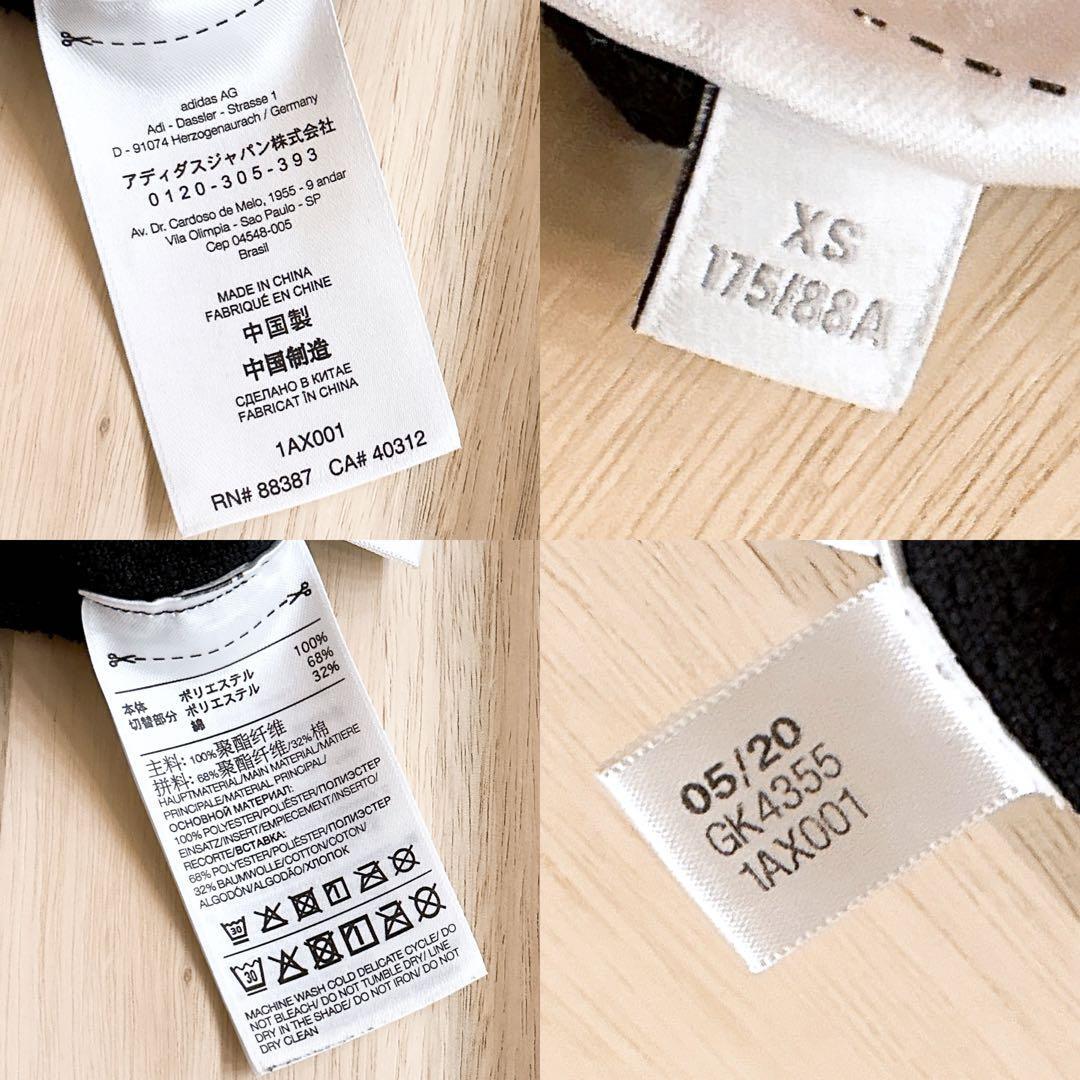 adidas AG
Adi - Dassler - Strasse 1
D - 91074 Herzogenaurach / Germany
アディダスジャパン株式会社
0120-305-393
Av. Dr. Cardoso de Melo, 1955 - 9 andar
Vila Olimpia - Sao Paulo - SP
Cep 04548-005
Brasil
MADE IN CHINA
FABRIQUÉ EN CHINE
中国製
中国制造
СДЕЛАНО В КИТАЕ
FABRICAT ÎN CHINA
1AX001
RN# 88387 CA# 40312
XS
175/88A
本体 ポリエステル 100%
切替部分 ポリエステル 68%
綿 32%
主料: 100%聚酯纤维
拼料: 68%聚酯纤维/32%棉
HAUPTMATERIAL/MAIN MATERIAL/MATIERE
PRINCIPALE/MATERIAL PRINCIPAL/
ОСНОВНОЙ МАТЕРИАЛ:
100% POLYESTER/POLIÉSTER/ПОЛИЭСТЕР
EINSATZ/INSERT/EMPIECEMENT/INSERTO/
RECORTE/ВСТАВКА:
68% POLYESTER/POLIÉSTER/ПОЛИЭСТЕР
32% BAUMWOLLE/COTTON/COTON/
ALGODÓN/ALGODÃO/ХЛОПОК
30
30
MACHINE WASH COLD DELICATE CYCLE/ DO
NOT BLEACH/ DO NOT TUMBLE DRY/ LINE
DRY IN THE SHADE/ DO NOT IRON/ DO NOT
DRY CLEAN
05/20
GK4355
1AX001